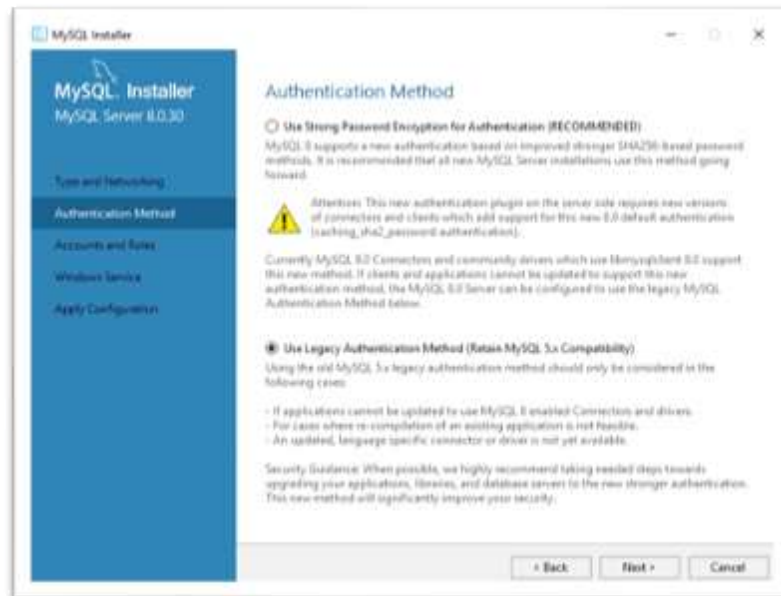 MySQL Installer
MySQL. Installer
MySQL Server 8.0.30
Type and Networking
Authentication Method
Accounts and Roles
Windows Service
Apply Configuration
Authentication Method
Use Strong Password Encryption for Authentication (RECOMMENDED)
MySQL 8 supports a new authentication based on improved stronger SHA256-based password
methods. It is recommended that all new MySQL Server installations use this method going
forward.
Attention: This new authentication plugin on the server side requires new versions
of connectors and clients which add support for this new 8.0 default authentication
(caching_sha2_password authentication).
Currently MySQL 8.0 Connectors and community drivers which use libmysqlclient 8.0 support
this new method. If clients and applications cannot be updated to support this new
authentication method, the MySQL 8.0 Server can be configured to use the legacy MySQL
Authentication Method below.
Use Legacy Authentication Method (Retain MySQL 5.x Compatibility)
Using the old MySQL 5.x legacy authentication method should only be considered in the
following cases:
- If applications cannot be updated to use MySQL 8 enabled Connectors and drivers.
- For cases where re-compilation of an existing application is not feasible.
- An updated, language specific connector or driver is not yet available.
Security Guidance: When possible, we highly recommend taking needed steps towards
upgrading your applications, libraries, and database servers to the new stronger authentication.
This new method will significantly improve your security.
< Back
Next >
Cancel